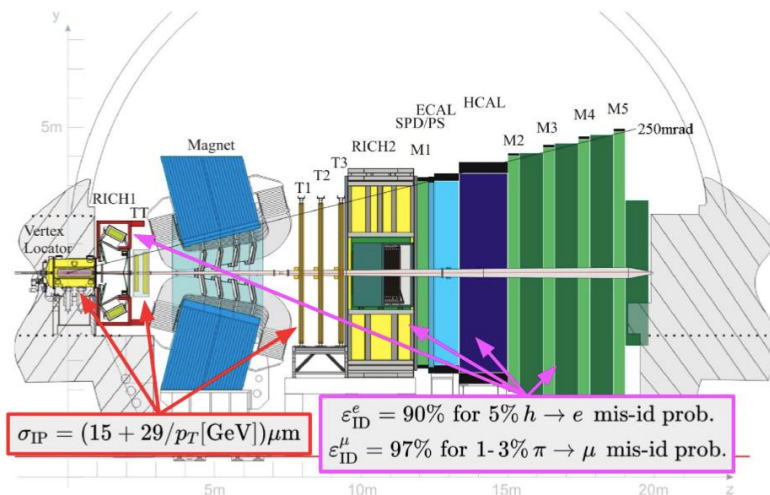 y
5m
Magnet
RICH1
TT
Vertex
Locator
T1
T2
T3
RICH2
SPD/PS
M1
ECAL
HCAL
M2
M3
M4
M5
250mrad
σ_IP = (15 + 29/p_T[GeV])μm
ε^e_ID = 90% for 5% h → e mis-id prob.
ε^μ_ID = 97% for 1-3% π → μ mis-id prob.
5m
10m
15m
20m
z